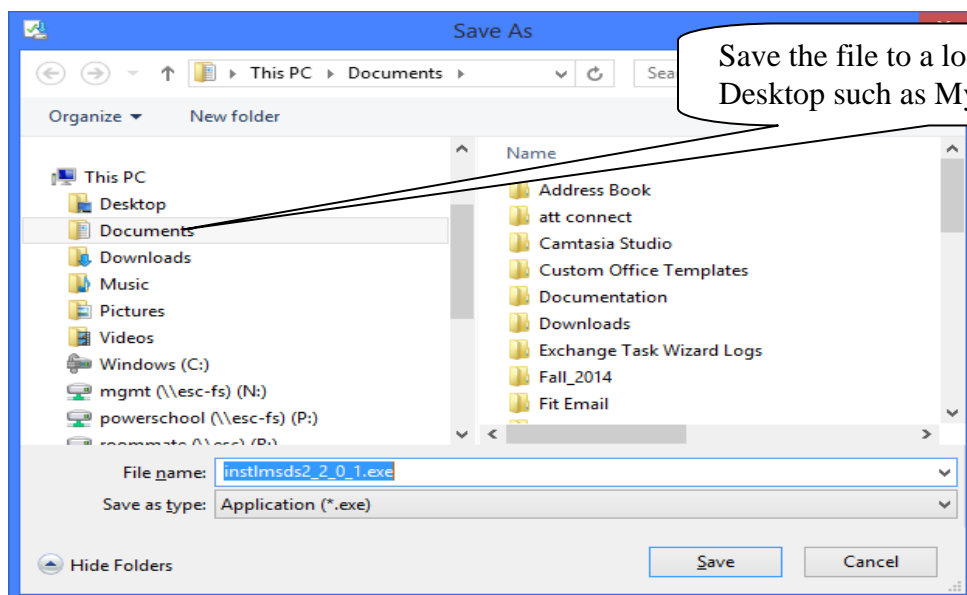 Save As
Save the file to a lo
Desktop such as My
This PC Documents
Sea
Organize New folder
Name
This PC
Desktop
Documents
Downloads
Music
Pictures
Videos
Windows (C:)
mgmt (\\esc-fs) (N:)
powerschool (\\esc-fs) (P:)
Address Book
att connect
Camtasia Studio
Custom Office Templates
Documentation
Downloads
Exchange Task Wizard Logs
Fall_2014
Fit Email
File name: instlmsds2_2_0_1.exe
Save as type: Application (*.exe)
Hide Folders
Save Cancel